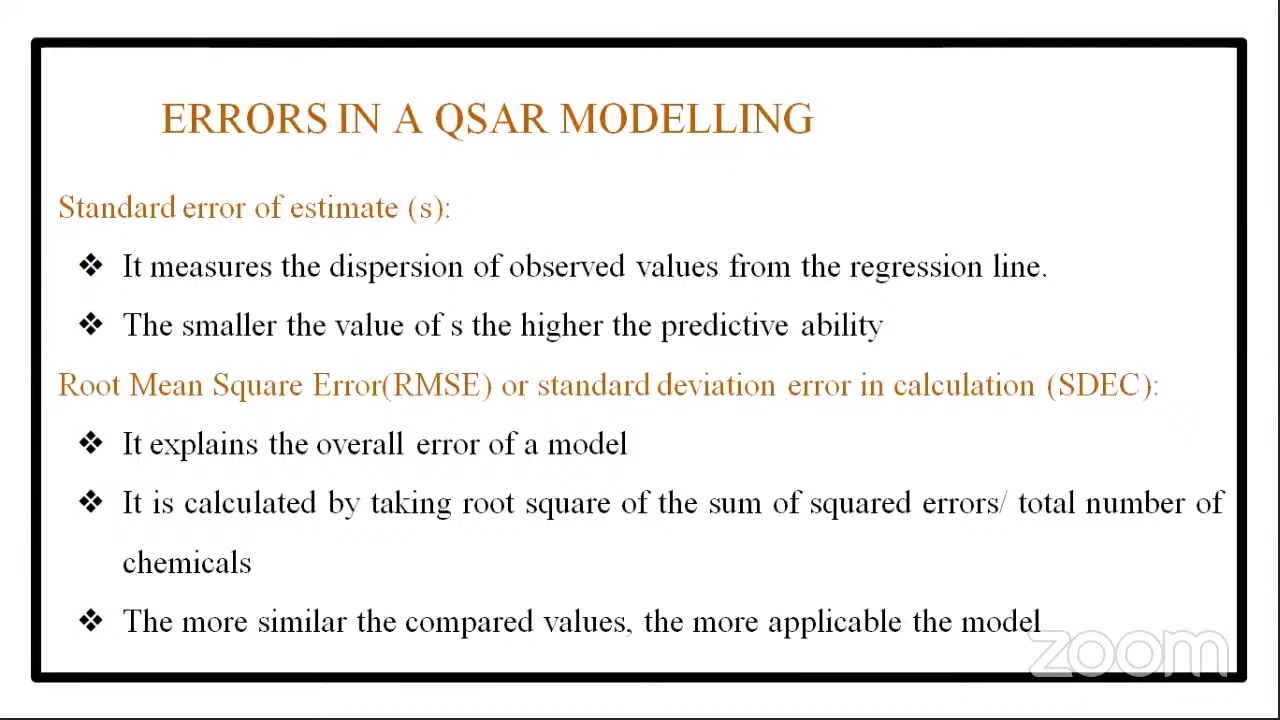 ERRORS IN A QSAR MODELLING
Standard error of estimate (s):
❖ It measures the dispersion of observed values from the regression line.
❖ The smaller the value of s the higher the predictive ability
Root Mean Square Error(RMSE) or standard deviation error in calculation (SDEC):
❖ It explains the overall error of a model
❖ It is calculated by taking root square of the sum of squared errors/ total number of
chemicals
❖ The more similar the compared values, the more applicable the model
zoom